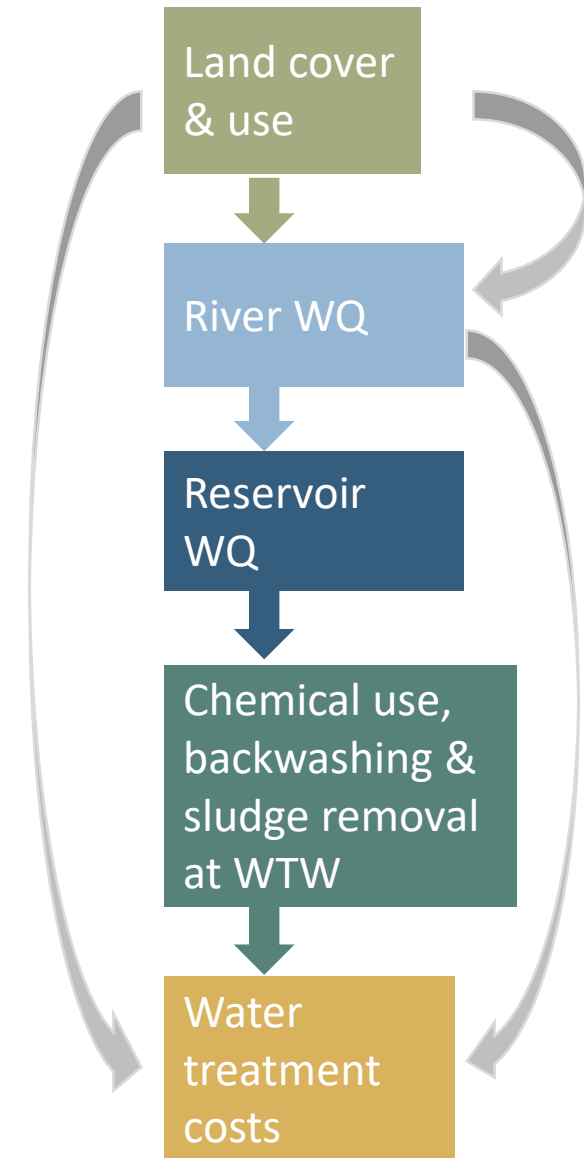 Land cover
& use
River WQ
Reservoir
WQ
Chemical use,
backwashing &
sludge removal
at WTW
Water
treatment
costs